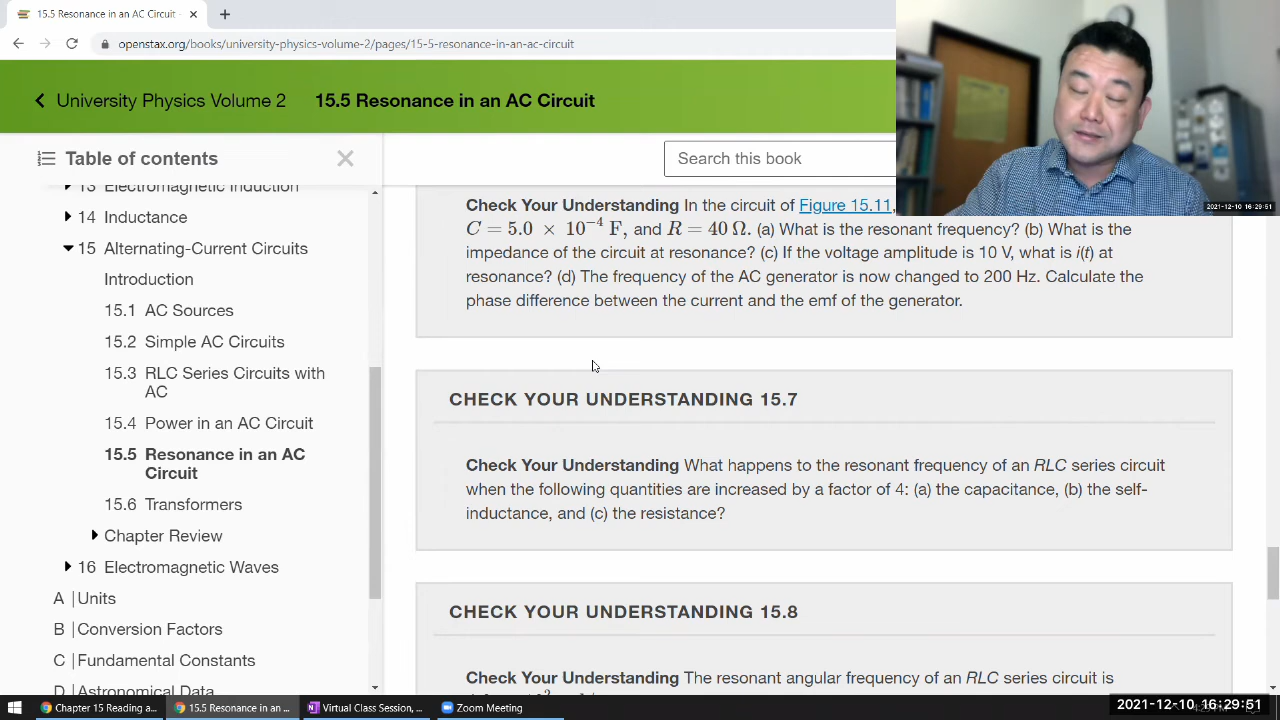 15.5 Resonance in an AC Circuit -
openstax.org/books/university-physics-volume-2/pages/15-5-resonance-in-an-ac-circuit
University Physics Volume 2 15.5 Resonance in an AC Circuit
2021-12-10 16:29:51
Table of contents
Search this book
13 Electromagnetic Induction
14 Inductance
15 Alternating-Current Circuits
Introduction
15.1 AC Sources
15.2 Simple AC Circuits
15.3 RLC Series Circuits with
AC
15.4 Power in an AC Circuit
15.5 Resonance in an AC
Circuit
15.6 Transformers
Chapter Review
16 Electromagnetic Waves
A | Units
B | Conversion Factors
C | Fundamental Constants
D | Astronomical Data
Check Your Understanding In the circuit of Figure 15.11,
C = 5.0 × 10⁻⁴ F, and R = 40 Ω. (a) What is the resonant frequency? (b) What is the
impedance of the circuit at resonance? (c) If the voltage amplitude is 10 V, what is i(t) at
resonance? (d) The frequency of the AC generator is now changed to 200 Hz. Calculate the
phase difference between the current and the emf of the generator.
CHECK YOUR UNDERSTANDING 15.7
Check Your Understanding What happens to the resonant frequency of an RLC series circuit
when the following quantities are increased by a factor of 4: (a) the capacitance, (b) the self-
inductance, and (c) the resistance?
CHECK YOUR UNDERSTANDING 15.8
Check Your Understanding The resonant angular frequency of an RLC series circuit is
Chapter 15 Reading a...
15.5 Resonance in an ...
Virtual Class Session, ...
Zoom Meeting
2021-12-10 16:29:51